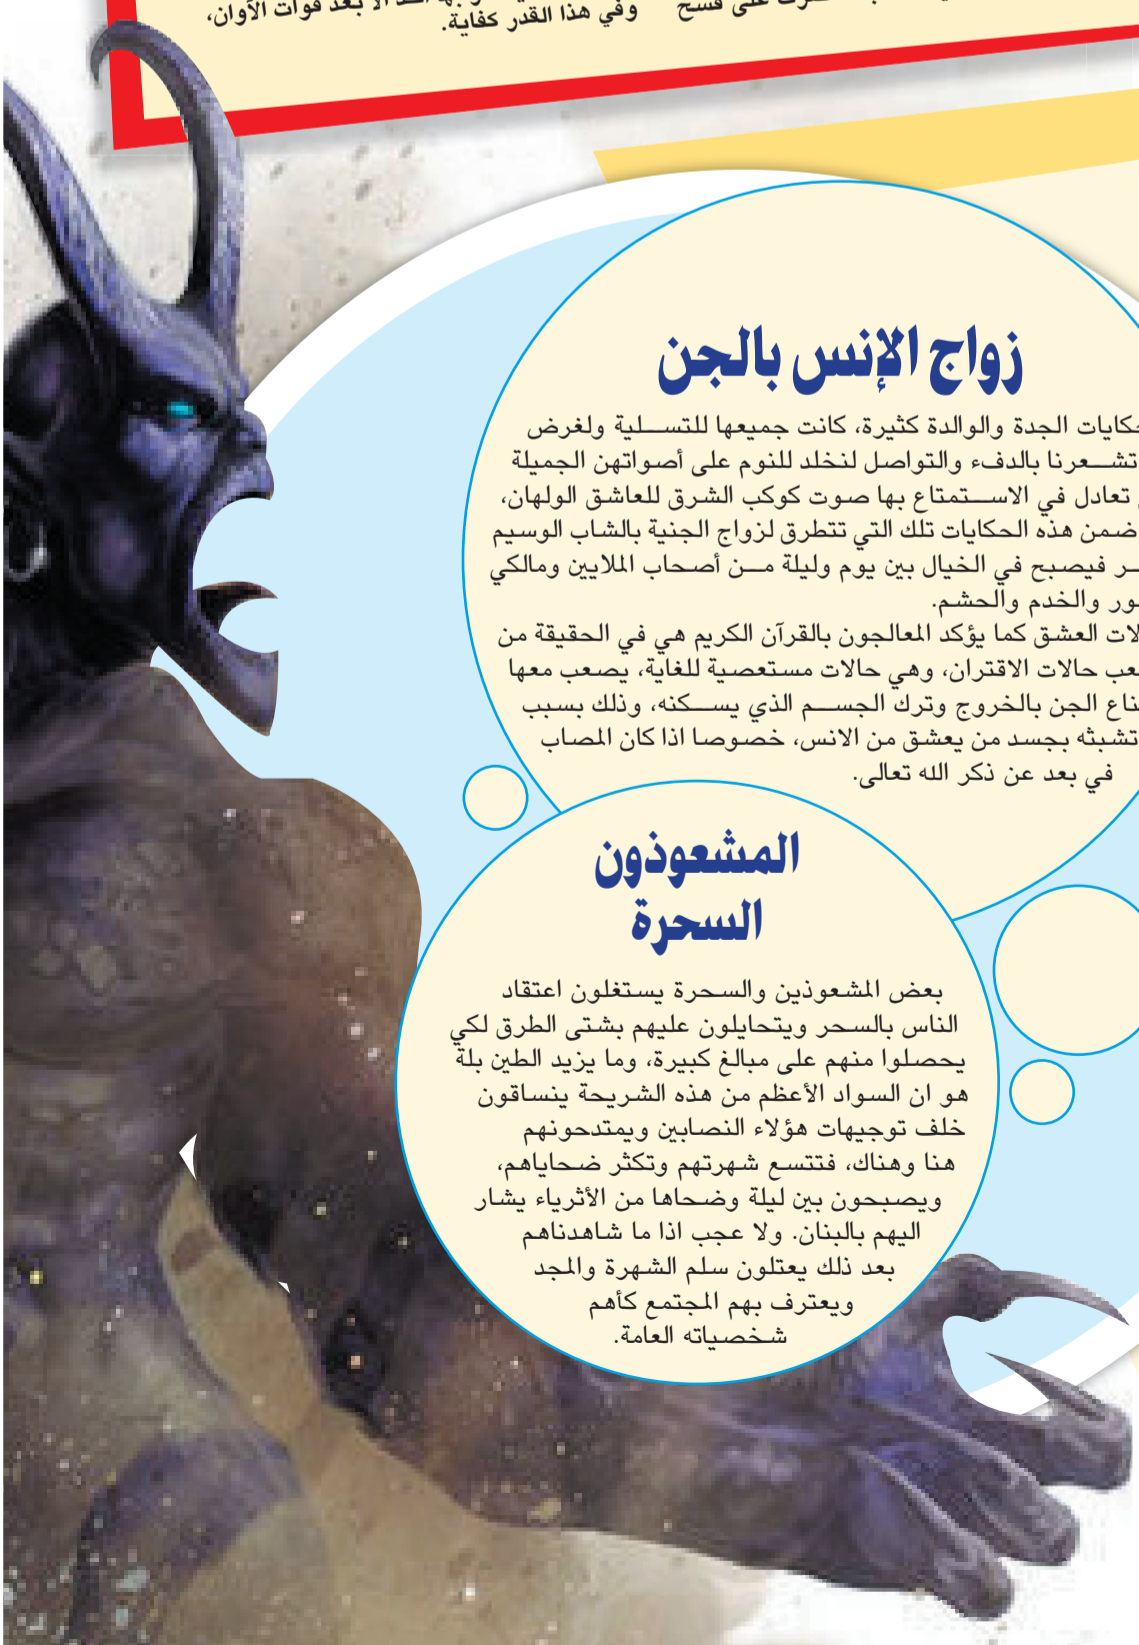 على فسح
بعد فوات الأوان،
وفي هذا القدر كفاية.
زواج الإنس بالجن
حكايات الجدة والوالدة كثيرة، كانت جميعها للتسلية ولغرض
تشعرنا بالدفء والتواصل لنخلد للنوم على أصواتهن الجميلة
تعادل في الاستمتاع بها صوت كوكب الشرق للعاشق الولهان،
ضمن هذه الحكايات تلك التي تتطرق لزواج الجنية بالشاب الوسيم
فيصبح في الخيال بين يوم وليلة من أصحاب الملايين ومالكي
والخدم والحشم.
العشق كما يؤكد المعالجون بالقرآن الكريم هي في الحقيقة من
حالات الاقتران، وهي حالات مستعصية للغاية، يصعب معها
الجن بالخروج وترك الجسم الذي يسكنه، وذلك بسبب
تشبثه بجسد من يعشق من الانس، خصوصا اذا كان المصاب
في بعد عن ذكر الله تعالى.
المشعوذون
السحرة
بعض المشعوذين والسحرة يستغلون اعتقاد
الناس بالسحر ويتحايلون عليهم بشتى الطرق لكي
يحصلوا منهم على مبالغ كبيرة، وما يزيد الطين بلة
هو ان السواد الأعظم من هذه الشريحة ينساقون
خلف توجيهات هؤلاء النصابين ويمتدحونهم
هنا وهناك، فتتسع شهرتهم وتكثر ضحاياهم،
ويصبحون بين ليلة وضحاها من الأثرياء يشار
اليهم بالبنان. ولا عجب اذا ما شاهدناهم
بعد ذلك يعتلون سلم الشهرة والمجد
ويعترف بهم المجتمع كأهم
شخصياته العامة.